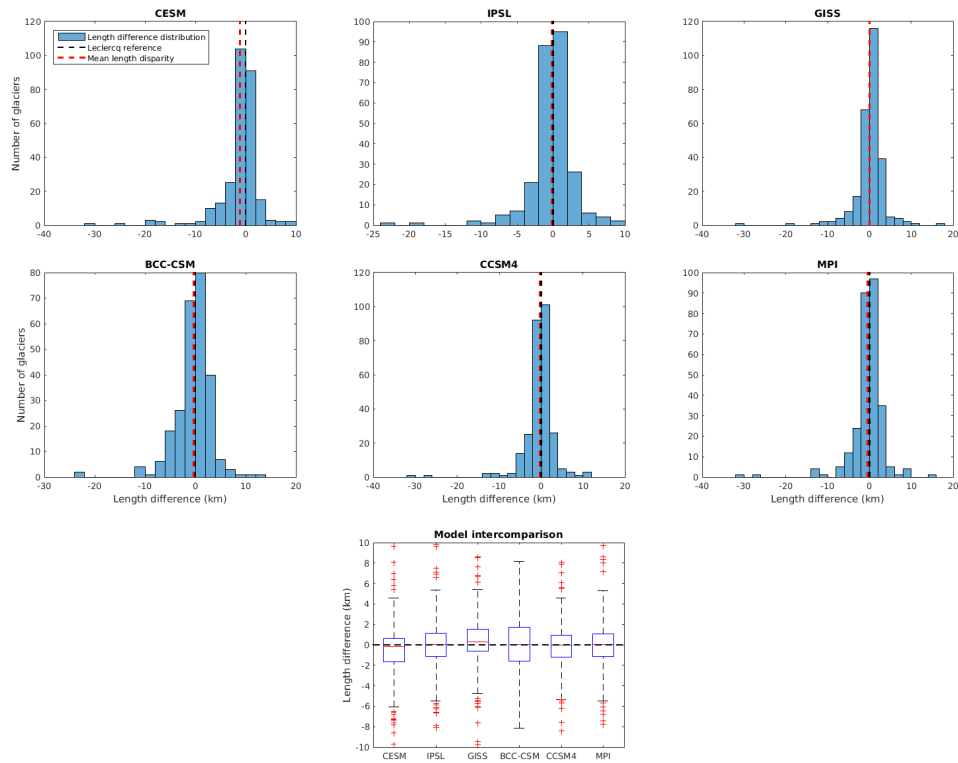 CESM
Number of glaciers
120
100
80
60
40
20
0
-40 -30 -20 -10 0 10
Length difference distribution
Leclercq reference
Mean length disparity
IPSL
100
90
80
70
60
50
40
30
20
10
0
-25 -20 -15 -10 -5 0 5 10
GISS
120
100
80
60
40
20
0
-40 -30 -20 -10 0 10 20
BCC-CSM
Number of glaciers
80
70
60
50
40
30
20
10
0
-30 -20 -10 0 10 20
Length difference (km)
CCSM4
120
100
80
60
40
20
0
-40 -30 -20 -10 0 10 20
Length difference (km)
MPI
100
90
80
70
60
50
40
30
20
10
0
-40 -30 -20 -10 0 10 20
Length difference (km)
Model intercomparison
Length difference (km)
10
8
6
4
2
0
-2
-4
-6
-8
-10
CESM IPSL GISS BCC-CSM CCSM4 MPI